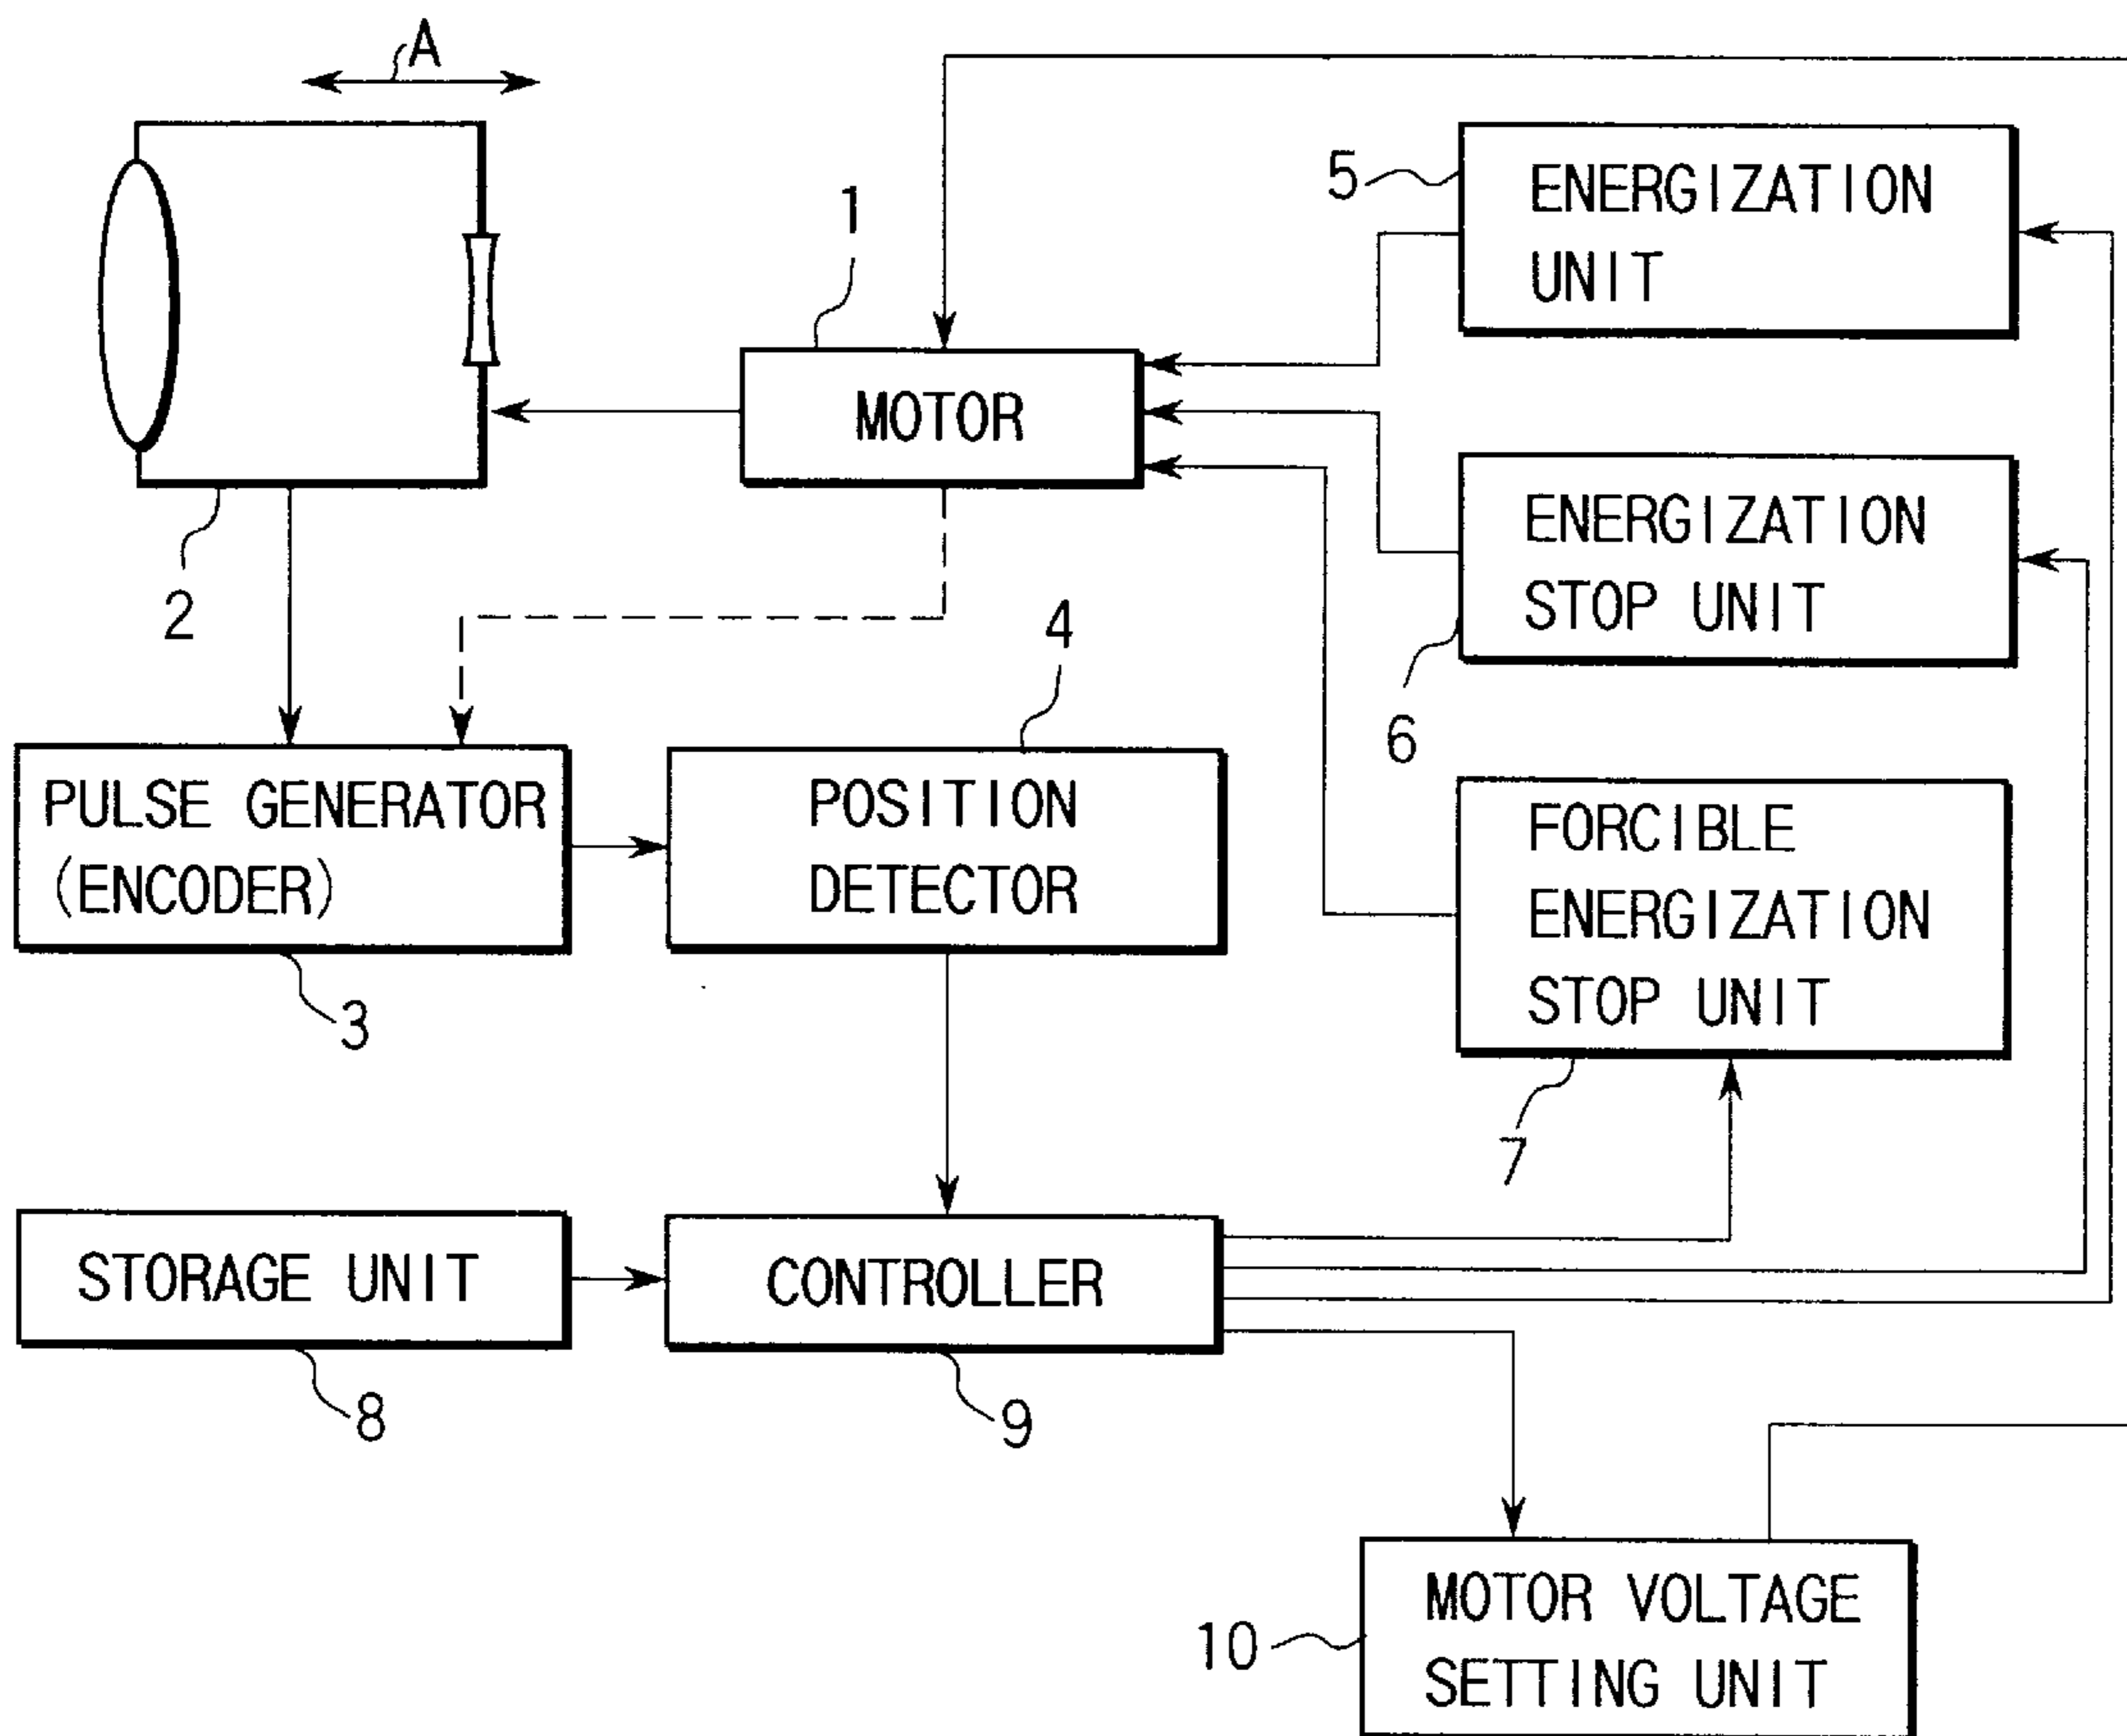 A
5
ENERGIZATION
UNIT
1
MOTOR
ENERGIZATION
STOP UNIT
2
4
6
PULSE GENERATOR
(ENCODER)
POSITION
DETECTOR
FORCIBLE
ENERGIZATION
STOP UNIT
3
7
STORAGE UNIT
CONTROLLER
8
9
MOTOR VOLTAGE
SETTING UNIT
10